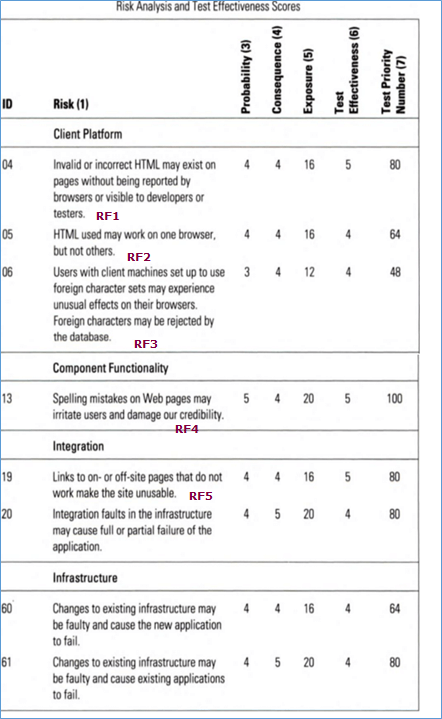 Risk Analysis and Test Effectiveness Scores
ID Risk (1) Probability (3) Consequence (4) Exposure (5) Test Effectiveness (6) Test Priority Number (7)
Client Platform
04 Invalid or incorrect HTML may exist on 4 4 16 5 80
pages without being reported by
browsers or visible to developers or
testers. RF1
05 HTML used may work on one browser, 4 4 16 4 64
but not others. RF2
06 Users with client machines set up to use 3 4 12 4 48
foreign character sets may experience
unusual effects on their browsers.
Foreign characters may be rejected by
the database. RF3
Component Functionality
13 Spelling mistakes on Web pages may 5 4 20 5 100
irritate users and damage our credibility.
RF4
Integration
19 Links to on- or off-site pages that do not 4 4 16 5 80
work make the site unusable. RF5
20 Integration faults in the infrastructure 4 5 20 4 80
may cause full or partial failure of the
application.
Infrastructure
60 Changes to existing infrastructure may 4 4 16 4 64
be faulty and cause the new application
to fail.
61 Changes to existing infrastructure may 4 5 20 4 80
be faulty and cause existing applications
to fail.